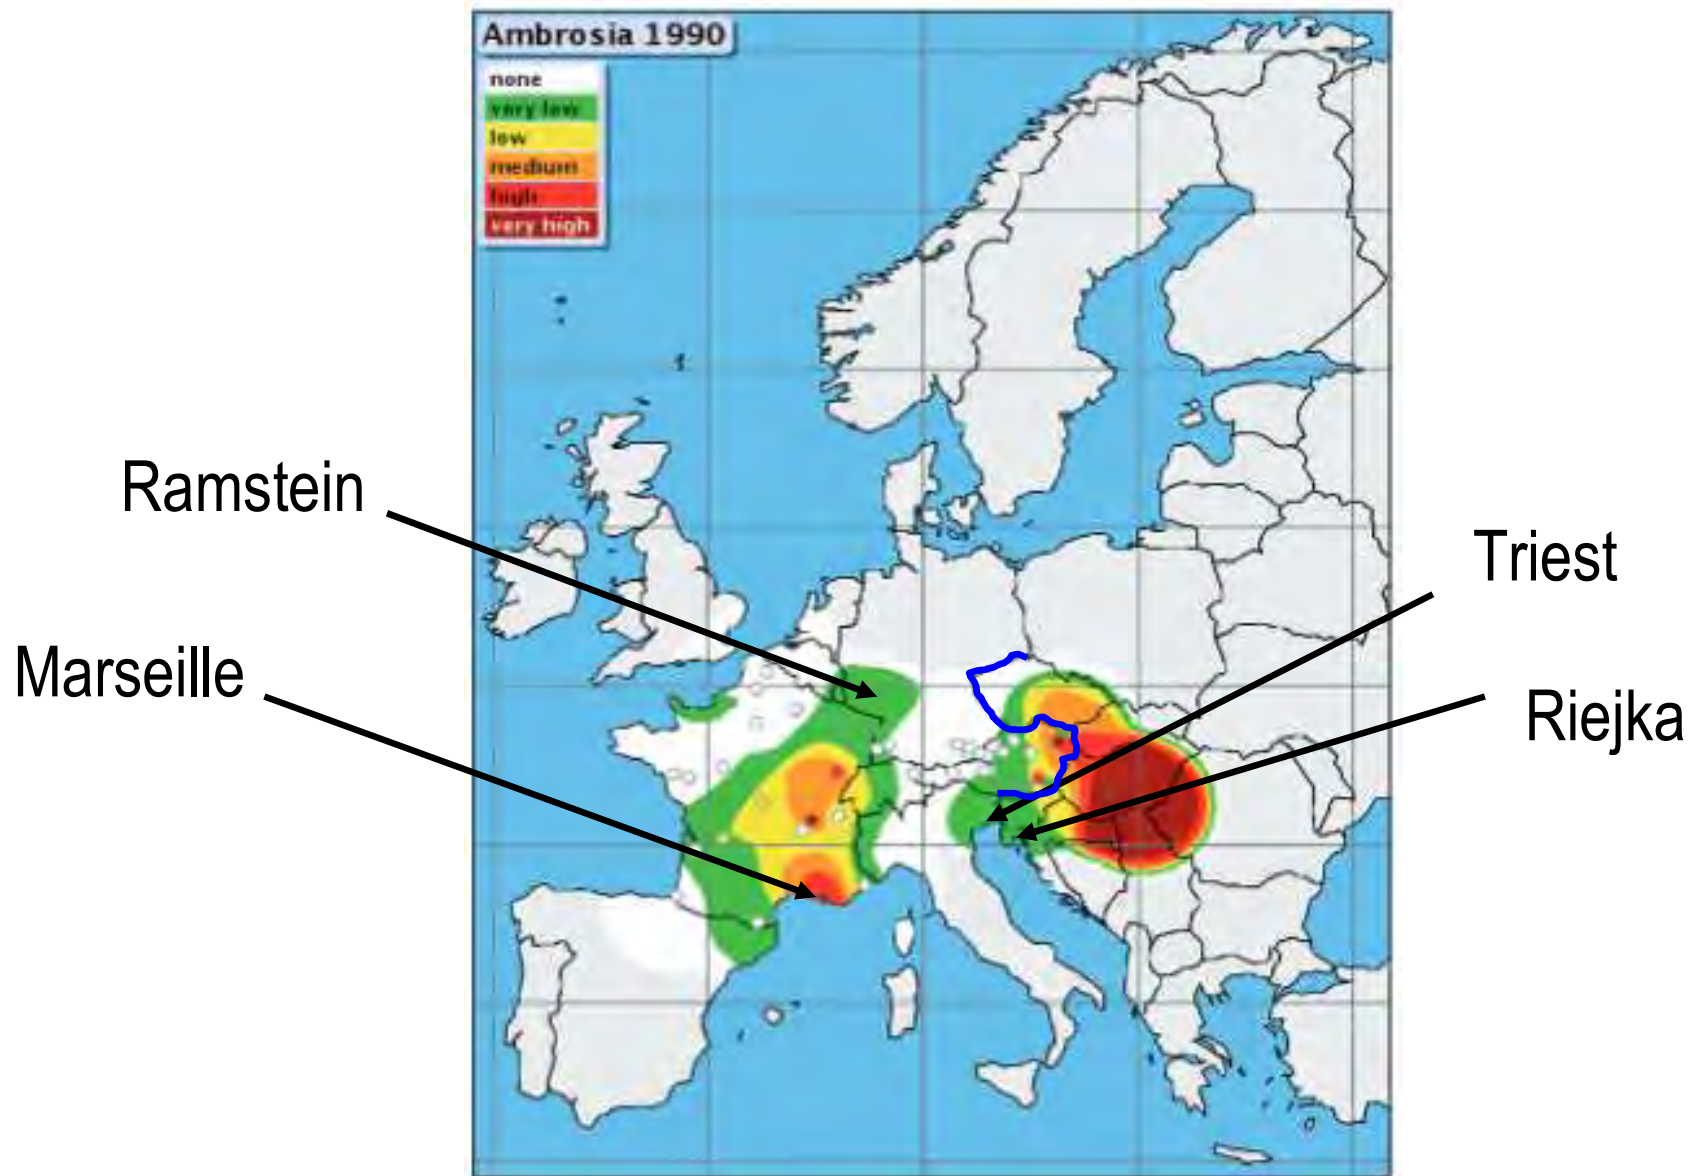 Ambrosia 1990
none
very low
low
medium
high
very high
Ramstein
Marseille
Triest
Riejka